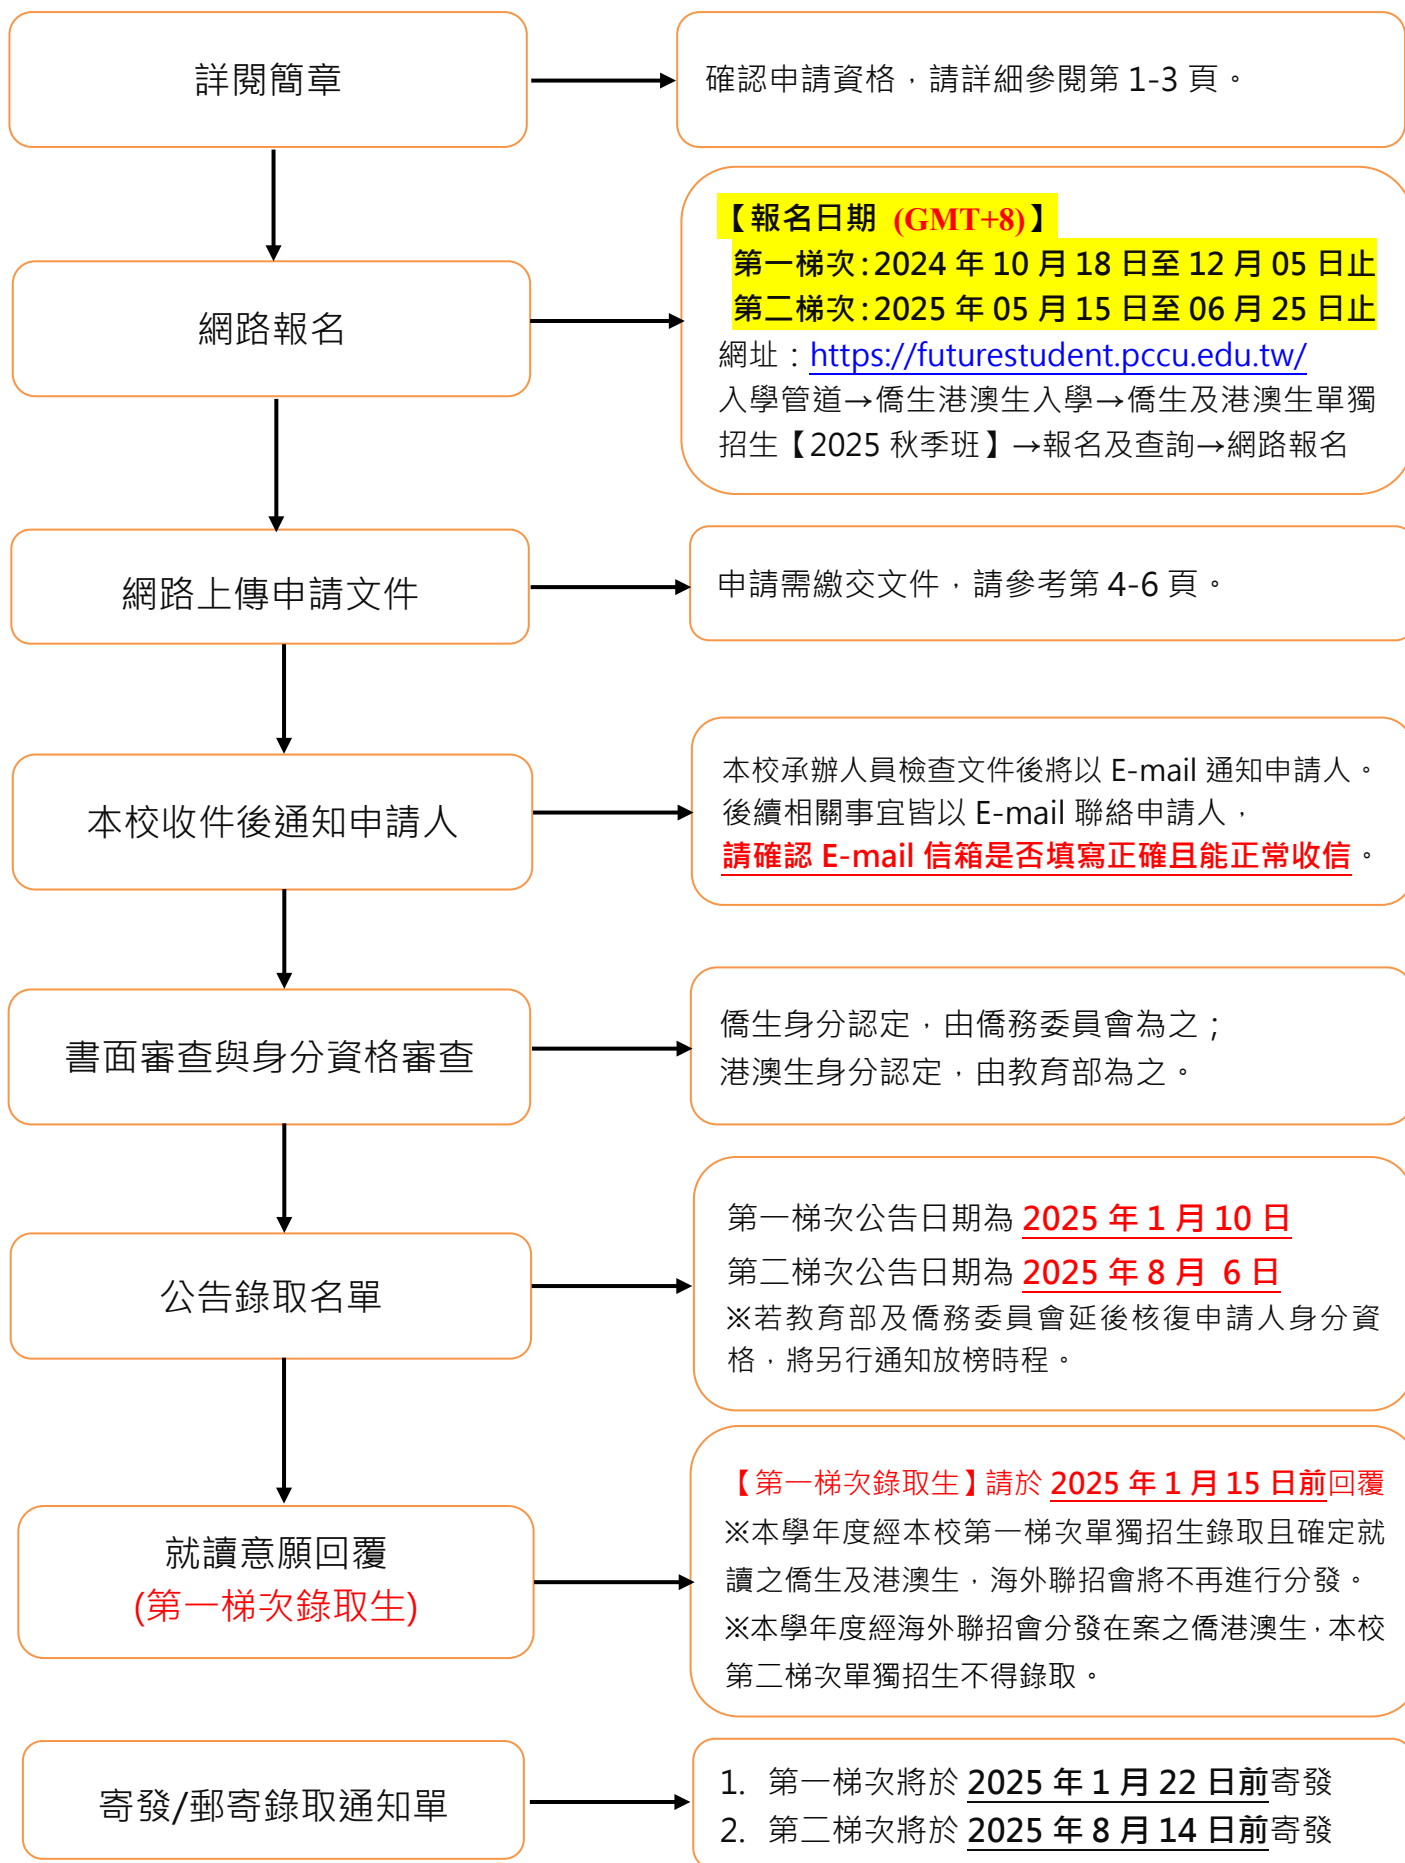 詳閱簡章
確認申請資格，請詳細參閱第 1-3 頁。
網路報名
【報名日期 (GMT+8)】
第一梯次：2024 年 10 月 18 日至 12 月 05 日止
第二梯次：2025 年 05 月 15 日至 06 月 25 日止
網址：https://futurestudent.pccu.edu.tw/
入學管道→僑生港澳生入學→僑生及港澳生單獨
招生【2025 秋季班】→報名及查詢→網路報名
網路上傳申請文件
申請需繳交文件，請參考第 4-6 頁。
本校收件後通知申請人
本校承辦人員檢查文件後將以 E-mail 通知申請人。
後續相關事宜皆以 E-mail 聯絡申請人，
請確認 E-mail 信箱是否填寫正確且能正常收信。
書面審查與身分資格審查
僑生身分認定，由僑務委員會為之；
港澳生身分認定，由教育部為之。
公告錄取名單
第一梯次公告日期為 2025 年 1 月 10 日
第二梯次公告日期為 2025 年 8 月 6 日
※若教育部及僑務委員會延後核復申請人身分資
格，將另行通知放榜時程。
就讀意願回覆
(第一梯次錄取生)
【第一梯次錄取生】請於 2025 年 1 月 15 日前回覆
※本學年度經本校第一梯次單獨招生錄取且確定就
讀之僑生及港澳生，海外聯招會將不再進行分發。
※本學年度經海外聯招會分發在案之僑港澳生，本校
第二梯次單獨招生不得錄取。
寄發/郵寄錄取通知單
1. 第一梯次將於 2025 年 1 月 22 日前寄發
2. 第二梯次將於 2025 年 8 月 14 日前寄發